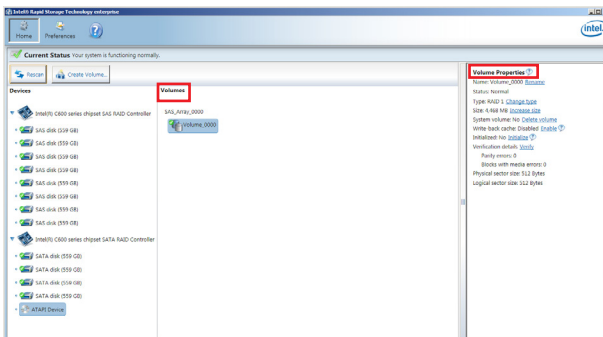 Intel® Rapid Storage Technology enterprise
Home
Preferences
intel
Current Status Your system is functioning normally.
Rescan
Create Volume...
Devices
Intel(R) C600 series chipset SAS RAID Controller
SAS disk (559 GB)
SAS disk (559 GB)
SAS disk (559 GB)
SAS disk (559 GB)
SAS disk (559 GB)
SAS disk (559 GB)
SAS disk (559 GB)
SAS disk (559 GB)
Intel(R) C600 series chipset SATA RAID Controller
SATA disk (559 GB)
SATA disk (559 GB)
SATA disk (559 GB)
SATA disk (559 GB)
ATAPI Device
Volumes
SAS_Array_0000
Volume_0000
Volume Properties ?
Name: Volume_0000 Rename
Status: Normal
Type: RAID 1 Change type
Size: 4,468 MB Increase size
System volume: No Delete volume
Write-back cache: Disabled Enable ?
Initialized: No Initialize ?
Verification details Verify
Parity errors: 0
Blocks with media errors: 0
Physical sector size: 512 Bytes
Logical sector size: 512 Bytes